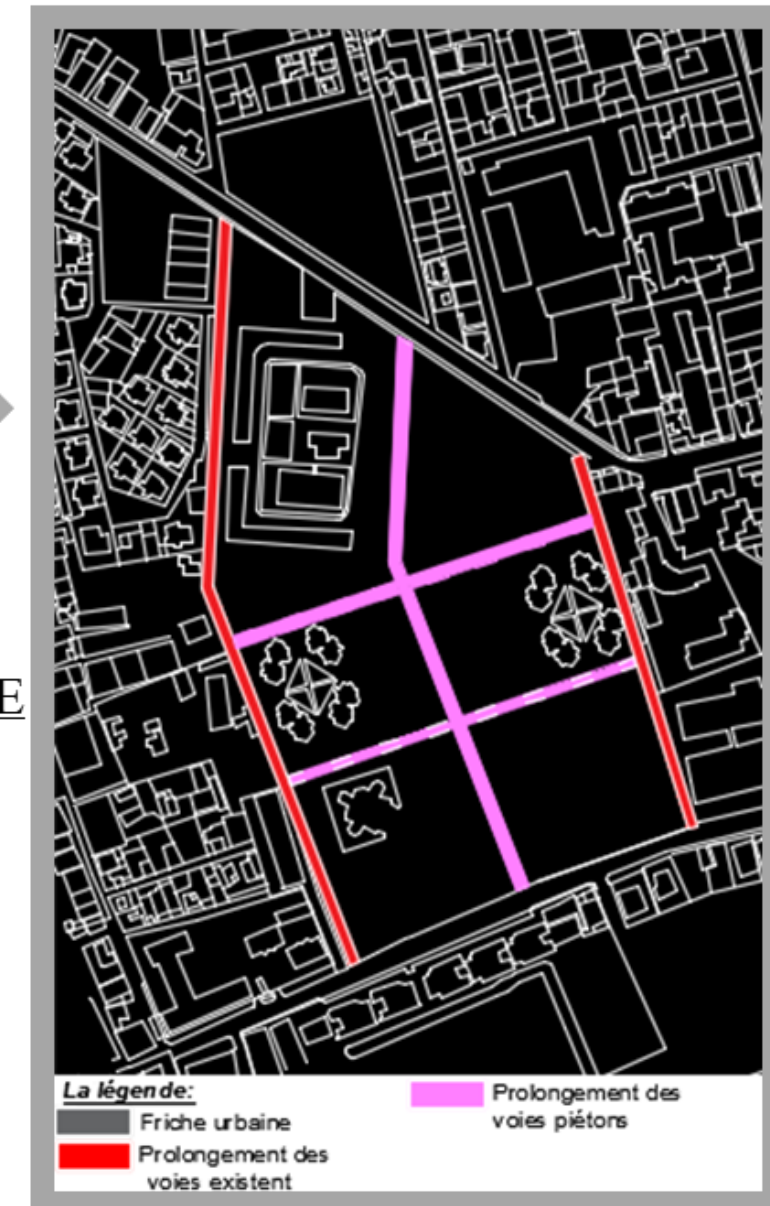 E
La légende:
Friche urbaine
Prolongement des
voies existent
Prolongement des
voies piétons